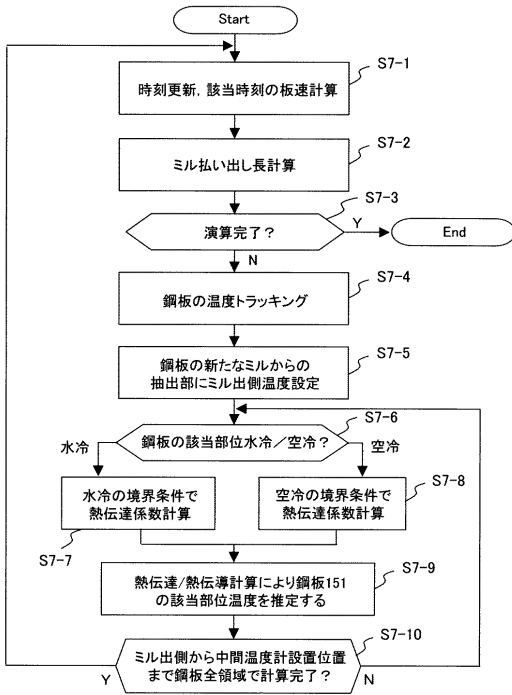 Start
S7-1
時刻更新，該当時刻の板速計算
S7-2
ミル払い出し長計算
S7-3
演算完了？
Y
End
N
S7-4
鋼板の温度トラッキング
S7-5
鋼板の新たなミルからの
抽出部にミル出側温度設定
S7-6
鋼板の該当部位水冷／空冷？
水冷
空冷
水冷の境界条件で
熱伝達係数計算
S7-7
空冷の境界条件で
熱伝達係数計算
S7-8
S7-9
熱伝達/熱伝導計算により鋼板151
の該当部位温度を推定する
S7-10
ミル出側から中間温度計設置位置
まで鋼板全領域で計算完了？
Y
N